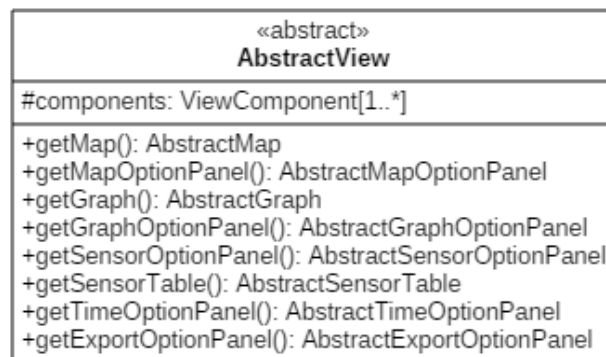 «abstract»
AbstractView
#components: ViewComponent[1..*]
+getMap(): AbstractMap
+getMapOptionPanel(): AbstractMapOptionPanel
+getGraph(): AbstractGraph
+getGraphOptionPanel(): AbstractGraphOptionPanel
+getSensorOptionPanel(): AbstractSensorOptionPanel
+getSensorTable(): AbstractSensorTable
+getTimeOptionPanel(): AbstractTimeOptionPanel
+getExportOptionPanel(): AbstractExportOptionPanel